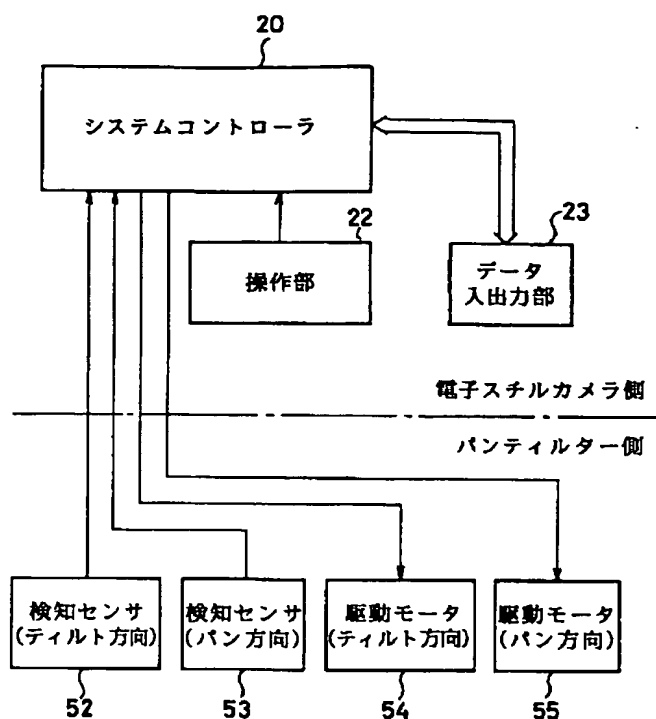 20
システムコントローラ
22
操作部
23
データ
入出力部
電子スチルカメラ側
パンティルター側
検知センサ
(ティルト方向)
検知センサ
(パン方向)
駆動モータ
(ティルト方向)
駆動モータ
(パン方向)
52
53
54
55